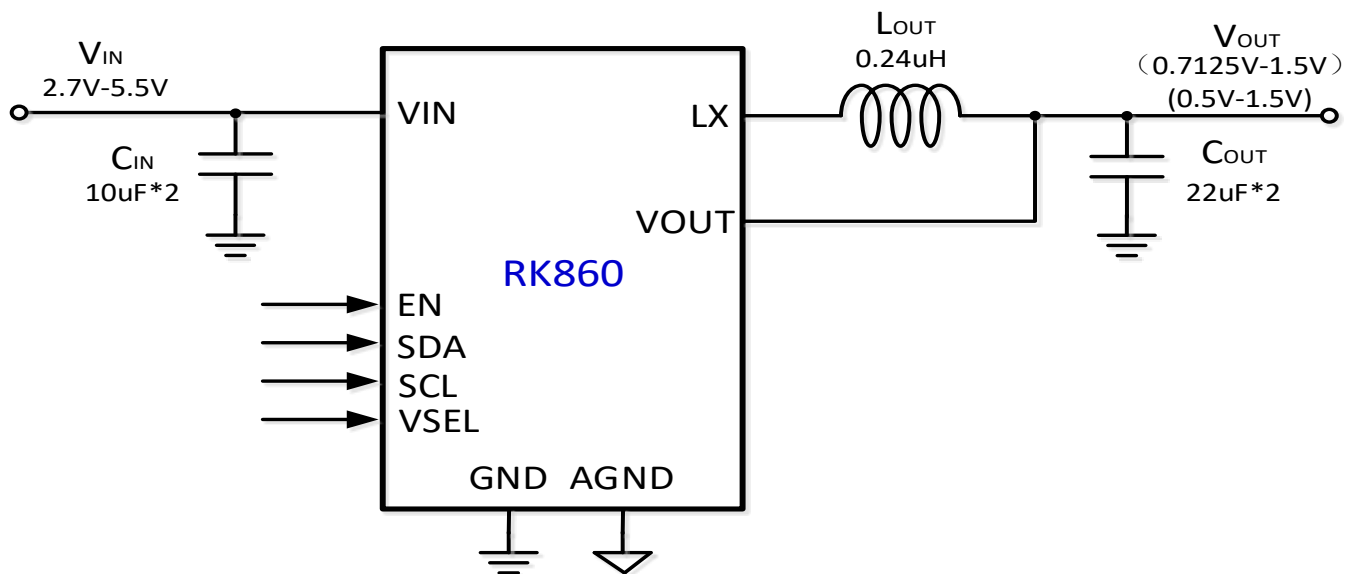 VIN
2.7V-5.5V
CIN
10uF*2
VIN
EN
SDA
SCL
VSEL
GND AGND
RK860
LX
VOUT
LOUT
0.24uH
VOUT
（0.7125V-1.5V）
(0.5V-1.5V)
COUT
22uF*2